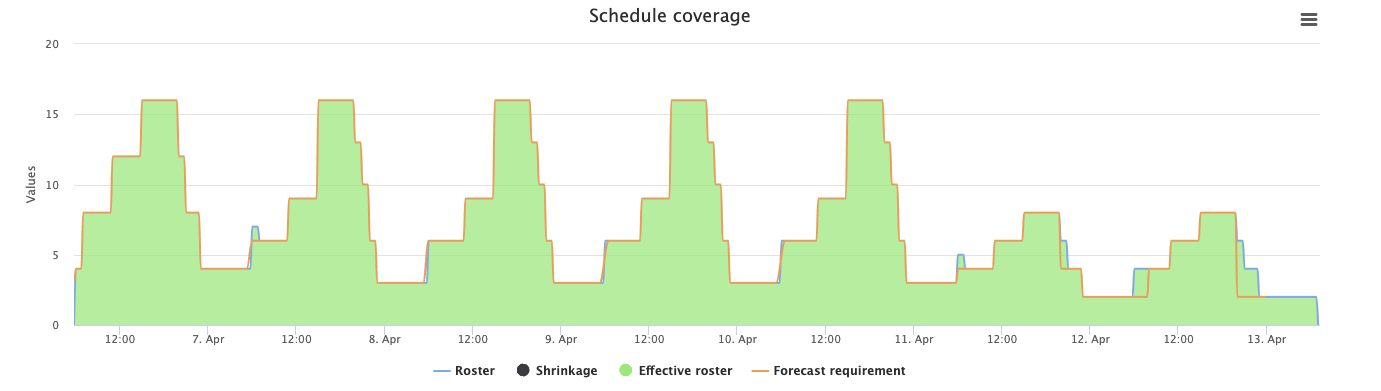 Schedule coverage
20
15
10
5
0
Values
12:00 7. Apr 12:00 8. Apr 12:00 9. Apr 12:00 10. Apr 12:00 11. Apr 12:00 12. Apr 12:00 13. Apr
Roster Shrinkage Effective roster Forecast requirement